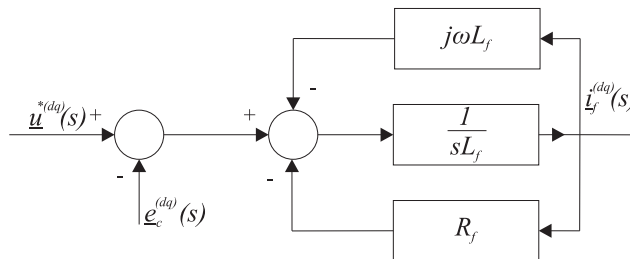 jωL_f
-
u^{*(dq)}(s) +
+
i_f^{(dq)}(s)
1
sL_f
-
-
e_c^{(dq)}(s)
R_f